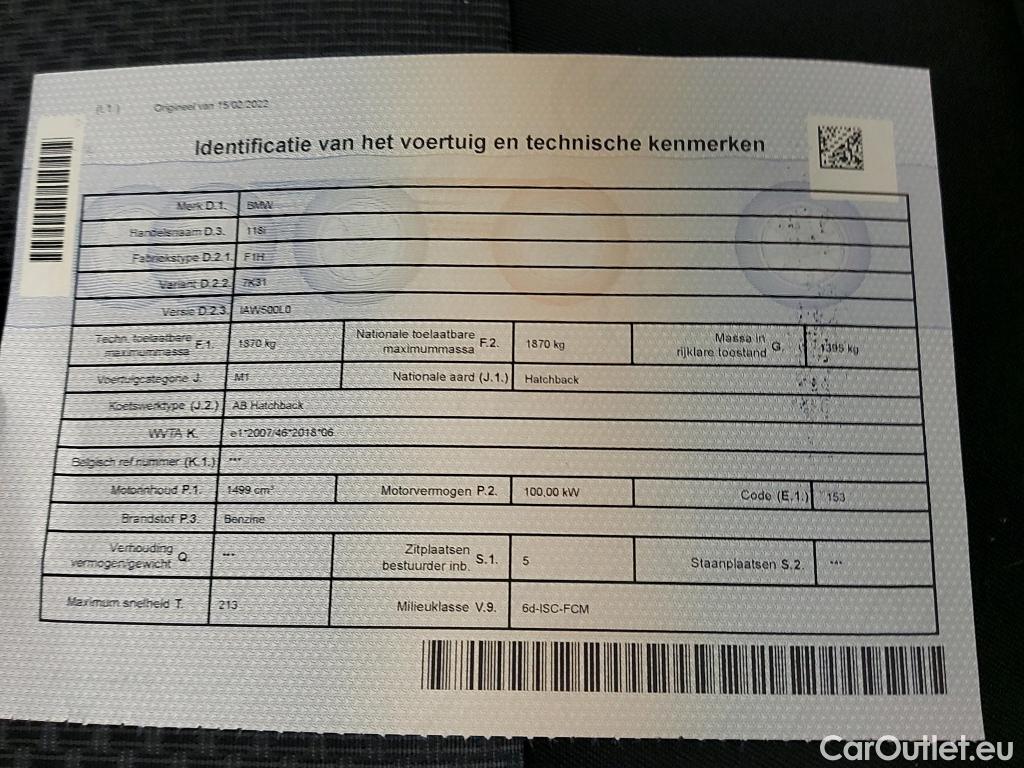 (I.1) Origineel van 15/02/2022
Identificatie van het voertuig en technische kenmerken
Merk D.1. BMW
Handelsnaam D.3. 118i
Fabriekstype D.2.1. F1H
Variant D.2.2. 7K31
Versie D.2.3. IAW500L0
Techn. toelaatbare maximummassa F.1. 1870 kg Nationale toelaatbare maximummassa F.2. 1870 kg Massa in rijklare toestand G. 1395 kg
Voertuigcategorie J. M1 Nationale aard (J.1.) Hatchback
Koetswerktype (J.2.) AB Hatchback
WVTA K. e1*2007/46*2018*06
Belgisch ref nummer (K.1.) ***
Motorinhoud P.1. 1499 cm³ Motorvermogen P.2. 100,00 kW Code (E.1.) 153
Brandstof P.3. Benzine
Verhouding vermogen/gewicht Q. *** Zitplaatsen bestuurder inb. S.1. 5 Staanplaatsen S.2. ***
Maximum snelheid T. 213 Milieuklasse V.9. 6d-ISC-FCM
CarOutlet.eu